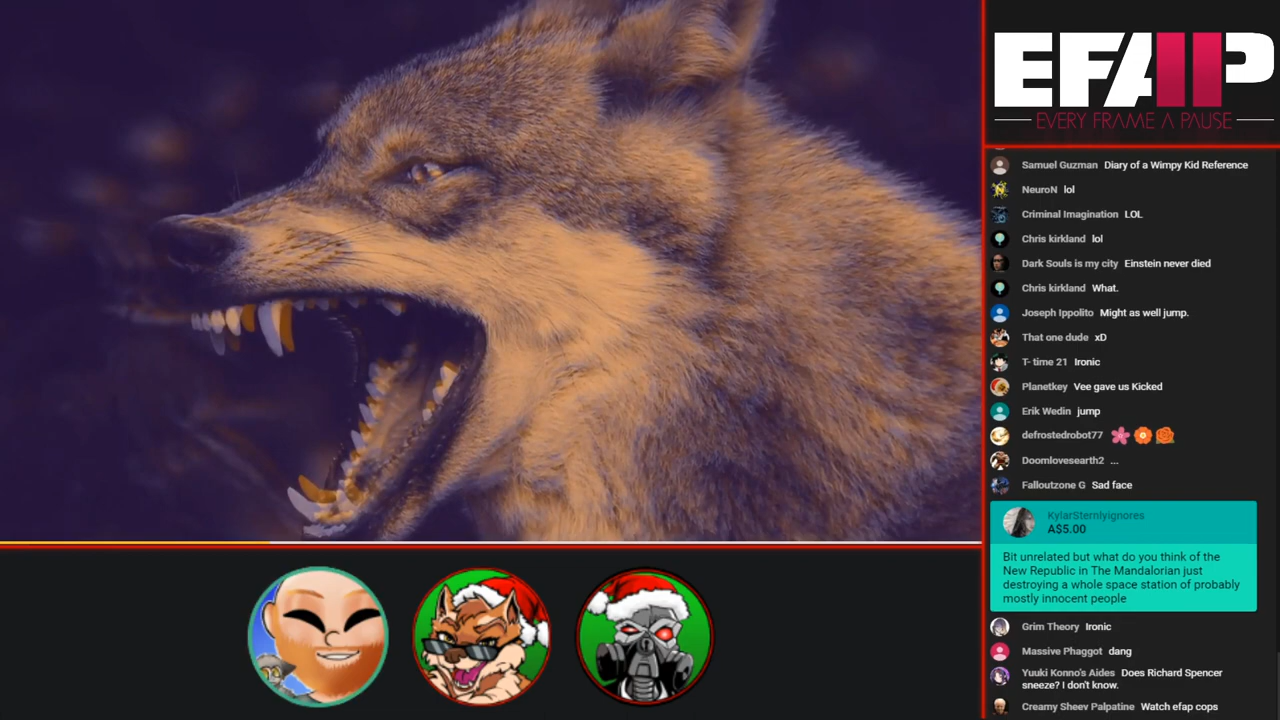 EFAP
EVERY FRAME A PAUSE
Samuel Guzman Diary of a Wimpy Kid Reference
NeuroN lol
Criminal Imagination LOL
Chris kirkland lol
Dark Souls is my city Einstein never died
Chris kirkland What.
Joseph Ippolito Might as well jump.
That one dude xD
T- time 21 Ironic
Planetkey Vee gave us Kicked
Erik Wedin jump
defrostedrobot77
Doomlovesearth2 ...
Falloutzone G Sad face
KylarSternlyignores
A$5.00
Bit unrelated but what do you think of the
New Republic in The Mandalorian just
destroying a whole space station of probably
mostly innocent people
Grim Theory Ironic
Massive Phaggot dang
Yuuki Konno's Aides Does Richard Spencer
sneeze? I don't know.
Creamy Sheev Palpatine Watch efap cops